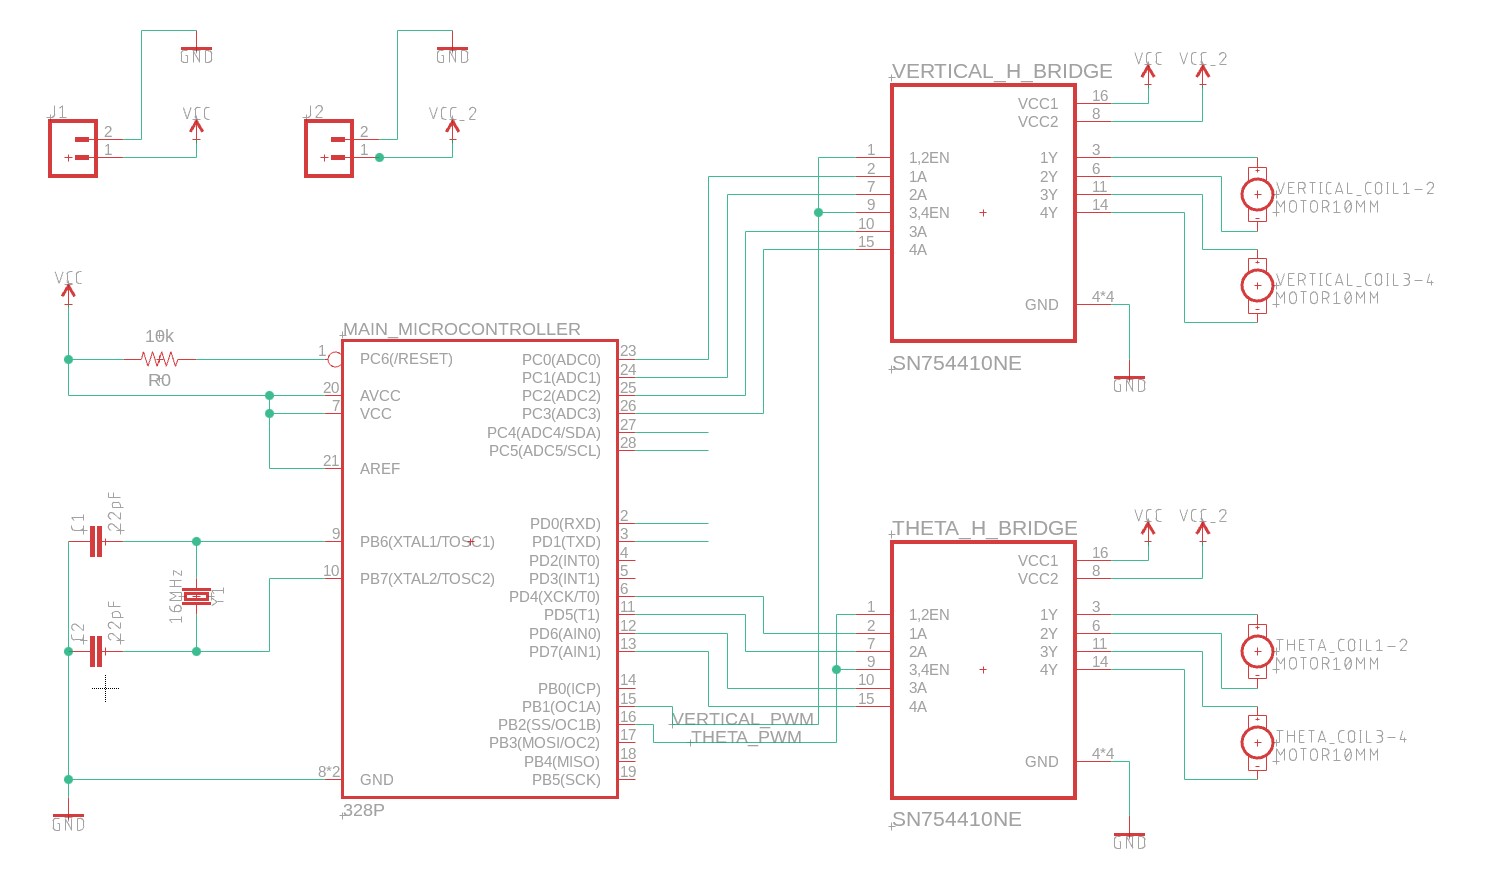 GND
GND
J1
VCC
2
1
J2
VCC_2
2
1
VCC
10k
R0
C1
22pF
C2
22pF
16MHz
Y1
GND
MAIN_MICROCONTROLLER
1 PC6(/RESET)
20 AVCC
7 VCC
21 AREF
9 PB6(XTAL1/TOSC1)
10 PB7(XTAL2/TOSC2)
8*2 GND
PC0(ADC0) 23
PC1(ADC1) 24
PC2(ADC2) 25
PC3(ADC3) 26
PC4(ADC4/SDA) 27
PC5(ADC5/SCL) 28
PD0(RXD) 2
PD1(TXD) 3
PD2(INT0) 4
PD3(INT1) 5
PD4(XCK/T0) 6
PD5(T1) 11
PD6(AIN0) 12
PD7(AIN1) 13
PB0(ICP) 14
PB1(OC1A) 15
PB2(SS/OC1B) 16
PB3(MOSI/OC2) 17
PB4(MISO) 18
PB5(SCK) 19
328P
VERTICAL_PWM
THETA_PWM
VERTICAL_H_BRIDGE
VCC VCC_2
VCC1 16
VCC2 8
1 1,2EN
2 1A
7 2A
9 3,4EN
10 3A
15 4A
1Y 3
2Y 6
3Y 11
4Y 14
GND 4*4
SN754410NE
GND
VERTICAL_COIL1-2
MOTOR10MM
VERTICAL_COIL3-4
MOTOR10MM
THETA_H_BRIDGE
VCC VCC_2
VCC1 16
VCC2 8
1 1,2EN
2 1A
7 2A
9 3,4EN
10 3A
15 4A
1Y 3
2Y 6
3Y 11
4Y 14
GND 4*4
SN754410NE
GND
THETA_COIL1-2
MOTOR10MM
THETA_COIL3-4
MOTOR10MM